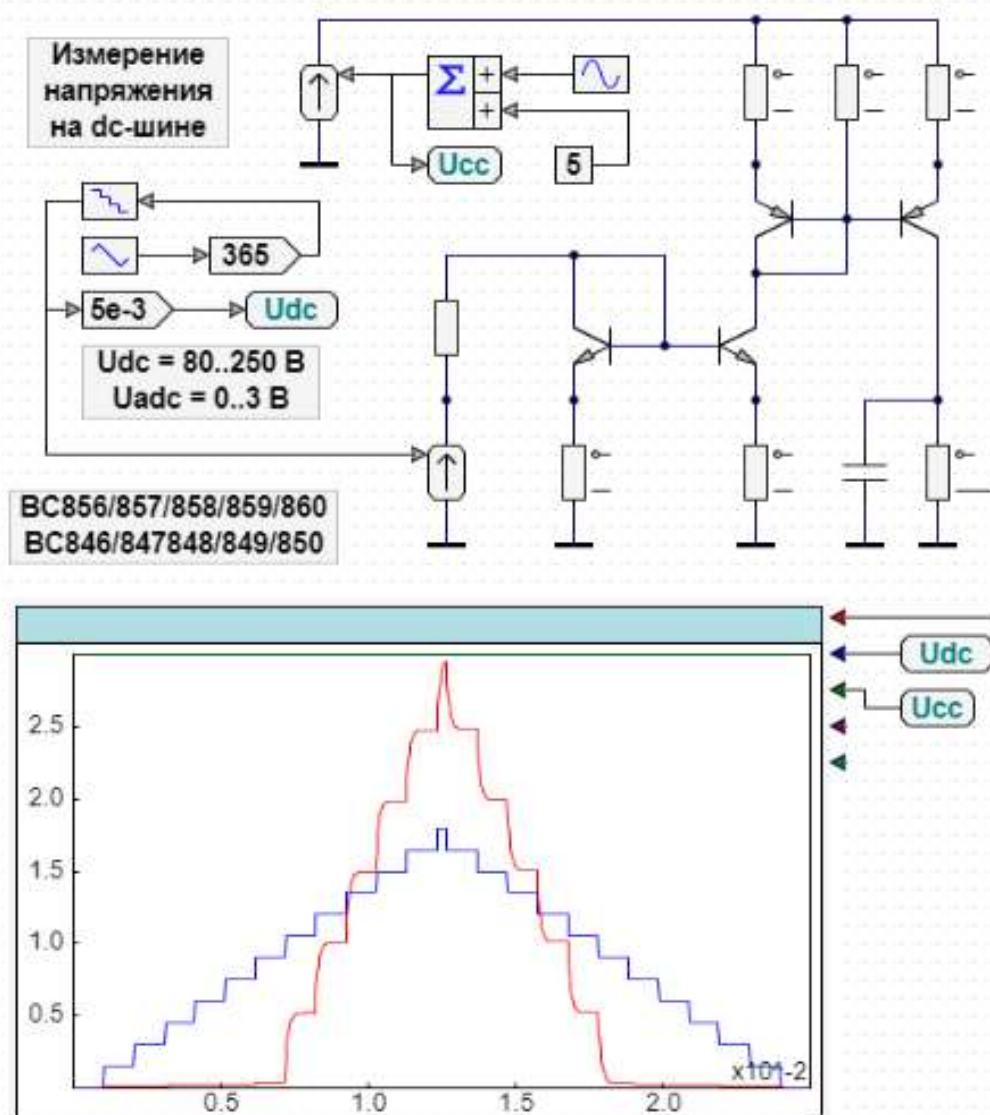 Измерение
напряжения
на dc-шине
Σ
+
+
Ucc
5
365
5e-3
Udc
Udc = 80..250 В
Uadc = 0..3 В
BC856/857/858/859/860
BC846/847848/849/850
Udc
Ucc
2.5
2.0
1.5
1.0
0.5
x10^-2
0.5
1.0
1.5
2.0